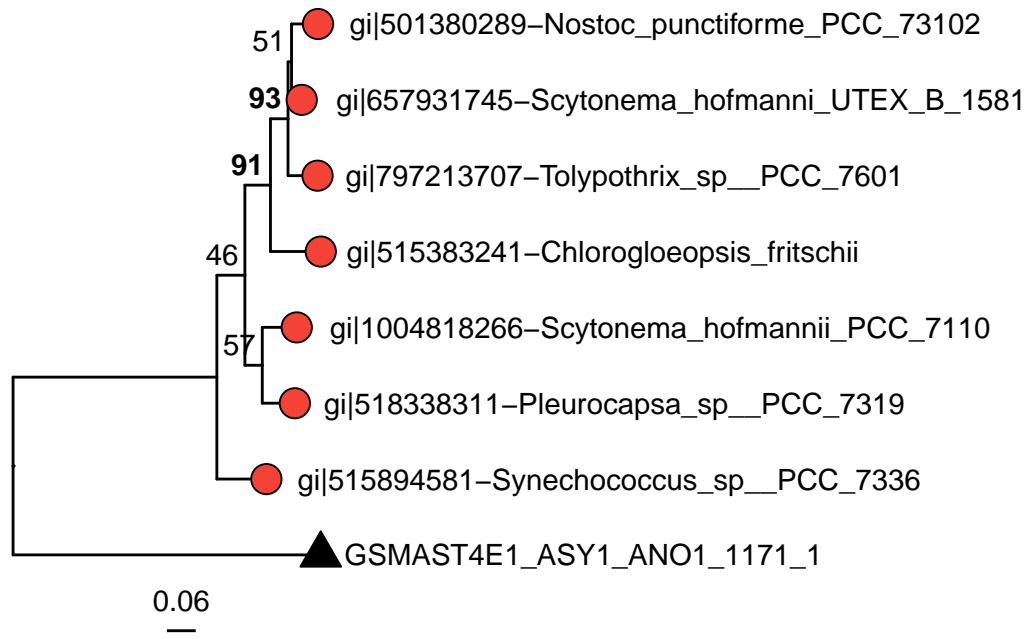 51
gi|501380289−Nostoc_punctiforme_PCC_73102
93
gi|657931745−Scytonema_hofmanni_UTEX_B_1581
gi|797213707−Tolypothrix_sp__PCC_7601
91
gi|515383241−Chlorogloeopsis_fritschii
46
gi|1004818266−Scytonema_hofmannii_PCC_7110
57
gi|518338311−Pleurocapsa_sp__PCC_7319
gi|515894581−Synechococcus_sp__PCC_7336
GSMAST4E1_ASY1_ANO1_1171_1
0.06